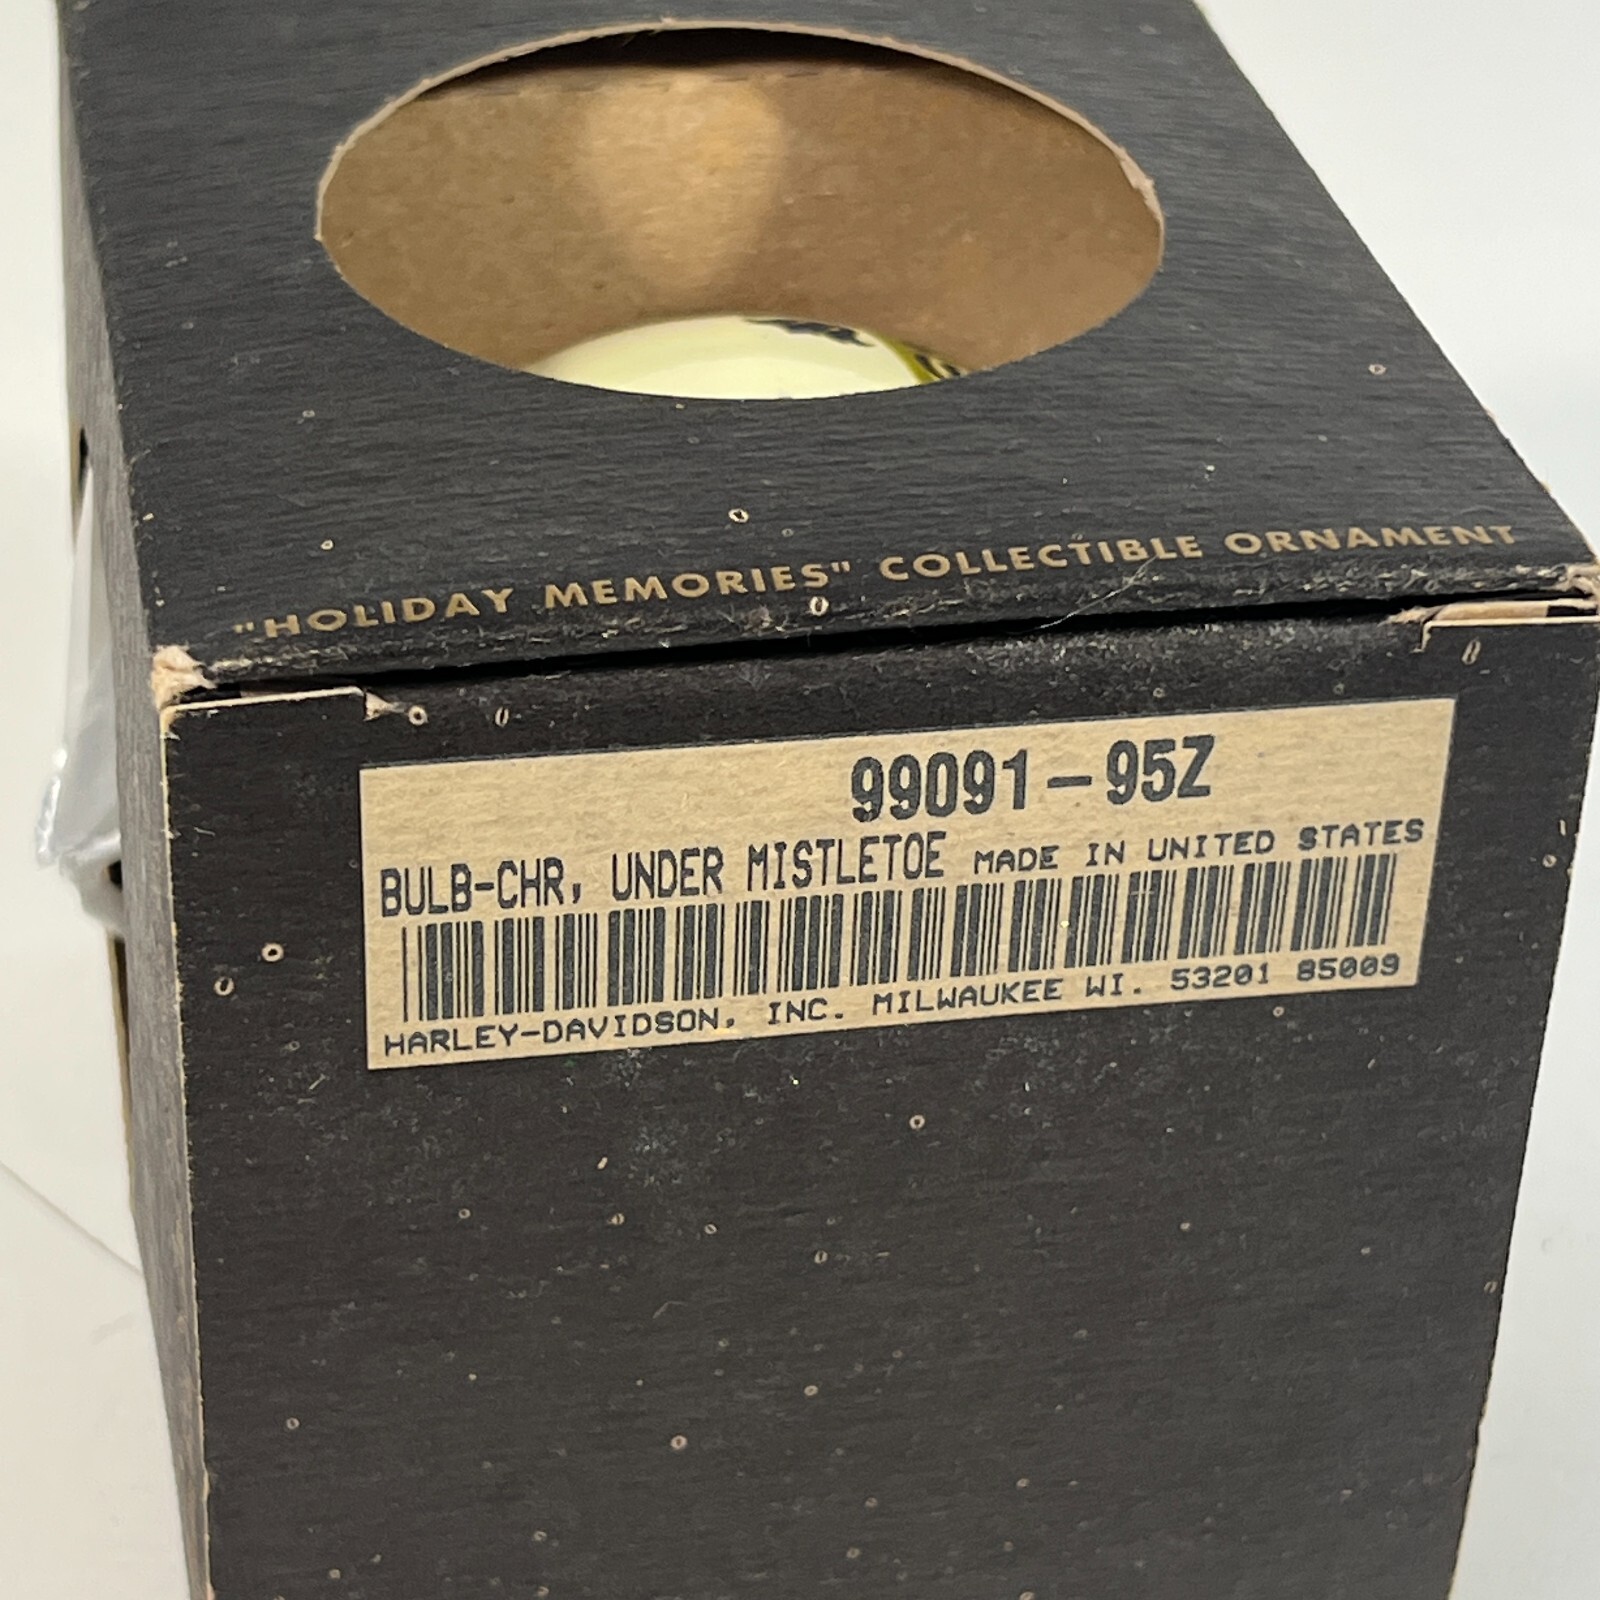 "HOLIDAY MEMORIES" COLLECTIBLE ORNAMENT
99091-95Z
BULB-CHR, UNDER MISTLETOE MADE IN UNITED STATES
HARLEY-DAVIDSON, INC. MILWAUKEE WI. 53201 85009